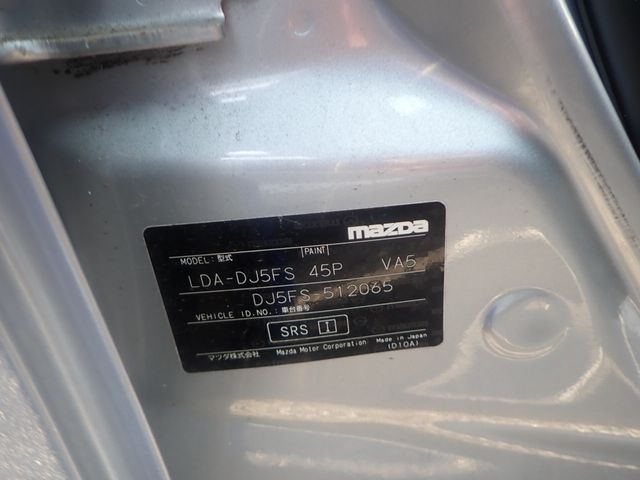 mazda
MODEL:型式 PAINT
LDA-DJ5FS 45P VA5
DJ5FS-512065
VEHICLE ID.NO.:車台番号
SRS I
マツダ株式会社 Mazda Motor Corporation Made in Japan
(D10A)